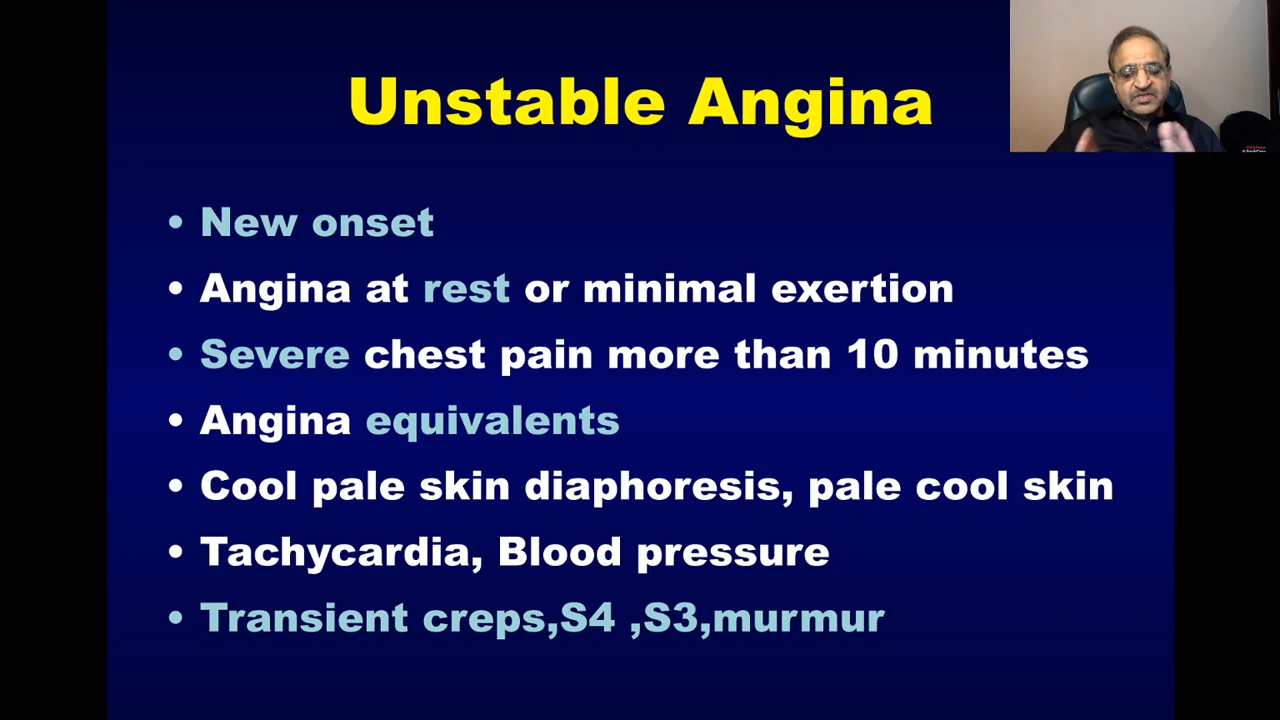 Unstable Angina
• New onset
• Angina at rest or minimal exertion
• Severe chest pain more than 10 minutes
• Angina equivalents
• Cool pale skin diaphoresis, pale cool skin
• Tachycardia, Blood pressure
• Transient creps,S4 ,S3,murmur